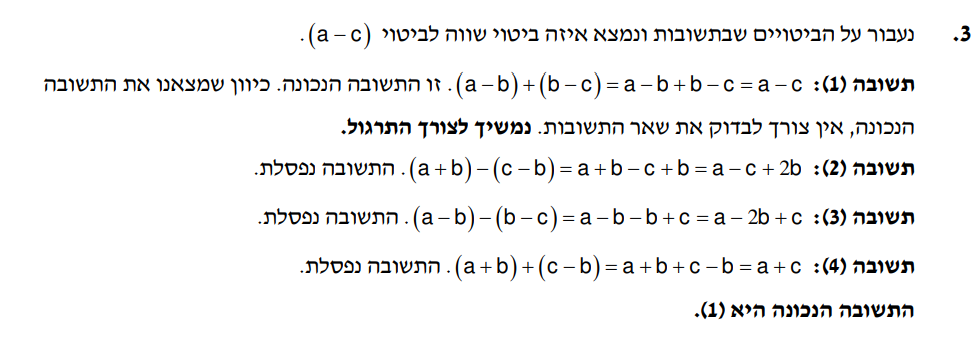 3. נעבור על הביטויים שבתשובות ונמצא איזה ביטוי שווה לביטוי (a − c).
תשובה (1): (a − b) + (b − c) = a − b + b − c = a − c. זו התשובה הנכונה. כיוון שמצאנו את התשובה
הנכונה, אין צורך לבדוק את שאר התשובות. נמשיך לצורך התרגול.
תשובה (2): (a + b) − (c − b) = a + b − c + b = a − c + 2b. התשובה נפסלת.
תשובה (3): (a − b) − (b − c) = a − b − b + c = a − 2b + c. התשובה נפסלת.
תשובה (4): (a + b) + (c − b) = a + b + c − b = a + c. התשובה נפסלת.
התשובה הנכונה היא (1).